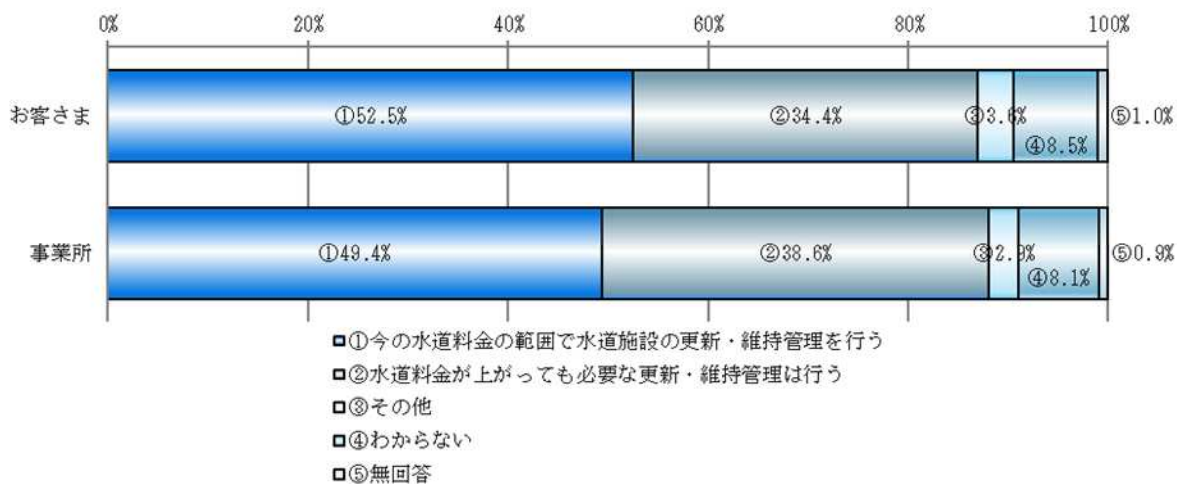 0% 20% 40% 60% 80% 100%
お客さま ①52.5% ②34.4% ③3.6% ④8.5% ⑤1.0%
事業所 ①49.4% ②38.6% ③2.9% ④8.1% ⑤0.9%
①今の水道料金の範囲で水道施設の更新・維持管理を行う
②水道料金が上がっても必要な更新・維持管理は行う
③その他
④わからない
⑤無回答